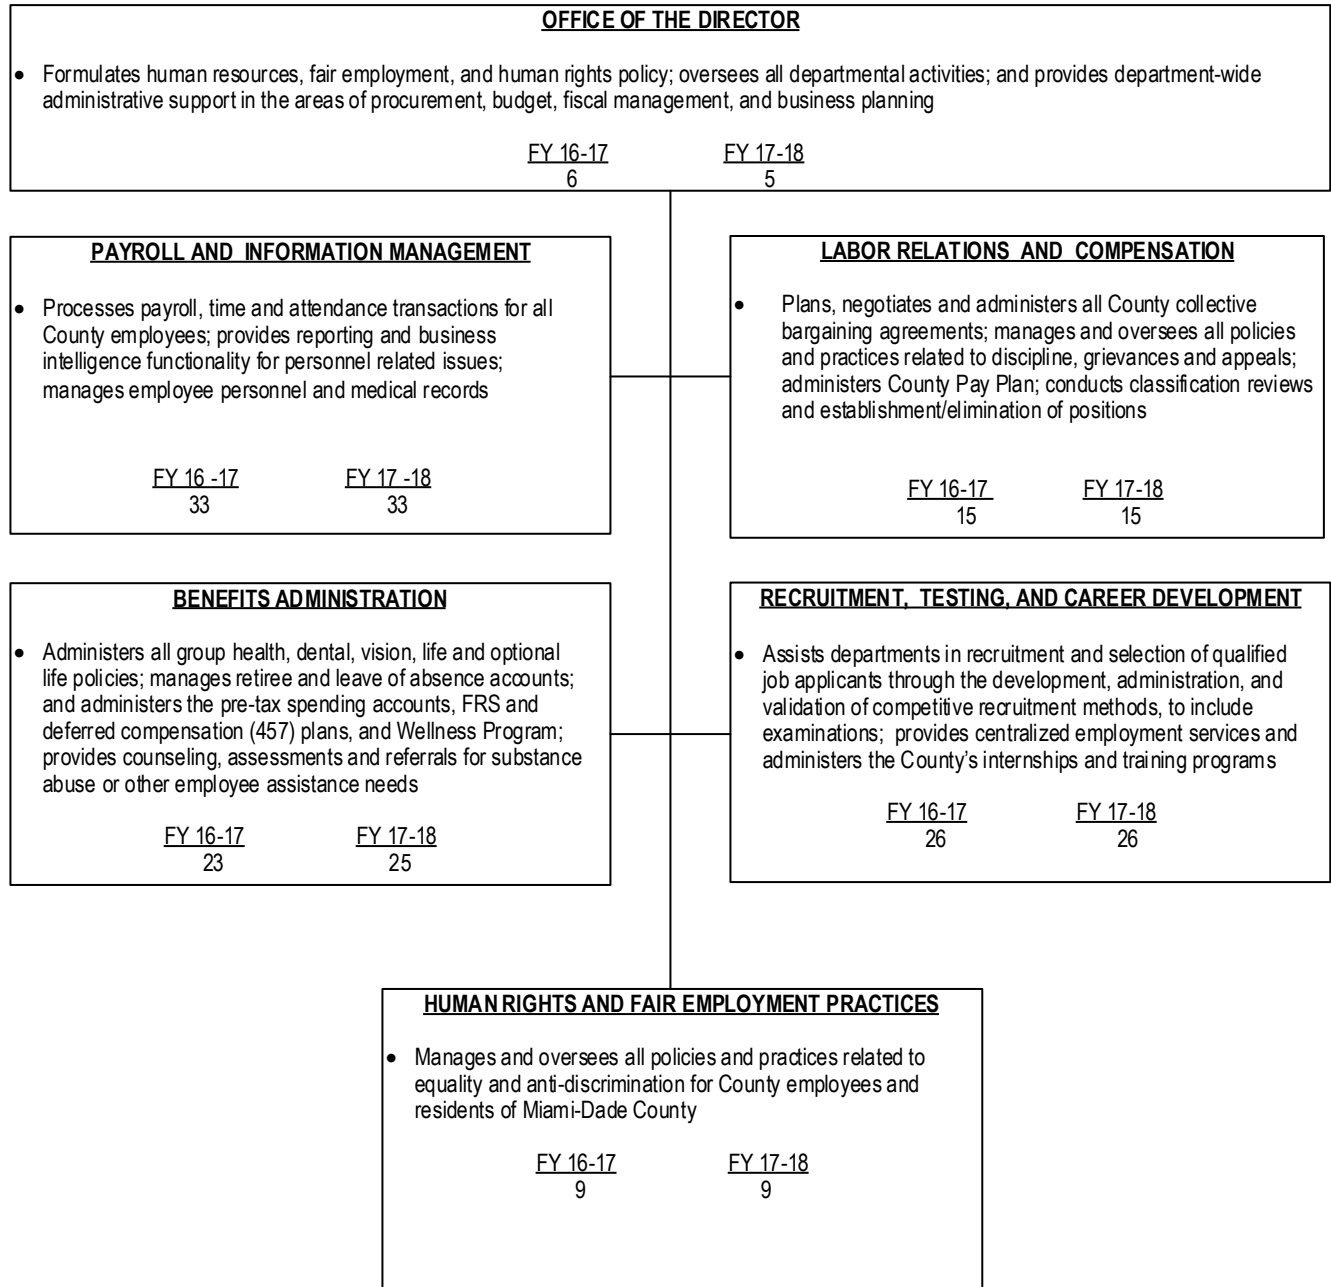 OFFICE OF THE DIRECTOR
• Formulates human resources, fair employment, and human rights policy; oversees all departmental activities; and provides department-wide
administrative support in the areas of procurement, budget, fiscal management, and business planning
FY 16-17 FY 17-18
6 5
PAYROLL AND INFORMATION MANAGEMENT
• Processes payroll, time and attendance transactions for all
County employees; provides reporting and business
intelligence functionality for personnel related issues;
manages employee personnel and medical records
FY 16 -17 FY 17 -18
33 33
LABOR RELATIONS AND COMPENSATION
• Plans, negotiates and administers all County collective
bargaining agreements; manages and oversees all policies
and practices related to discipline, grievances and appeals;
administers County Pay Plan; conducts classification reviews
and establishment/elimination of positions
FY 16-17 FY 17-18
15 15
BENEFITS ADMINISTRATION
• Administers all group health, dental, vision, life and optional
life policies; manages retiree and leave of absence accounts;
and administers the pre-tax spending accounts, FRS and
deferred compensation (457) plans, and Wellness Program;
provides counseling, assessments and referrals for substance
abuse or other employee assistance needs
FY 16-17 FY 17-18
23 25
RECRUITMENT, TESTING, AND CAREER DEVELOPMENT
• Assists departments in recruitment and selection of qualified
job applicants through the development, administration, and
validation of competitive recruitment methods, to include
examinations; provides centralized employment services and
administers the County's internships and training programs
FY 16-17 FY 17-18
26 26
HUMAN RIGHTS AND FAIR EMPLOYMENT PRACTICES
• Manages and oversees all policies and practices related to
equality and anti-discrimination for County employees and
residents of Miami-Dade County
FY 16-17 FY 17-18
9 9